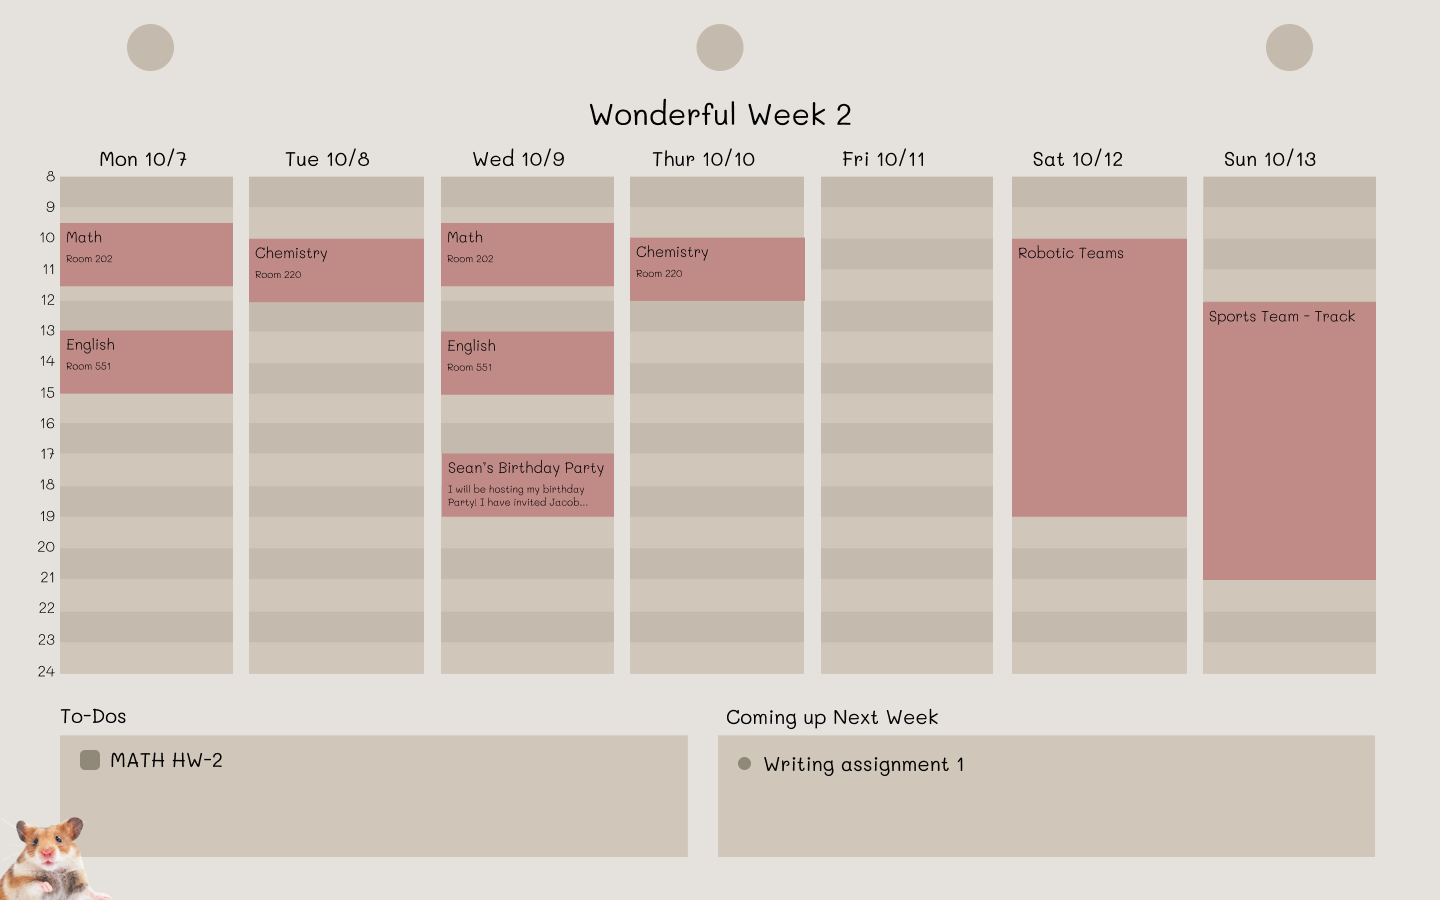 Wonderful Week 2
Mon 10/7
Tue 10/8
Wed 10/9
Thur 10/10
Fri 10/11
Sat 10/12
Sun 10/13
8
9
10
11
12
13
14
15
16
17
18
19
20
21
22
23
24
Math
Room 202
English
Room 551
Chemistry
Room 220
Math
Room 202
English
Room 551
Sean's Birthday Party
I will be hosting my birthday
Party! I have invited Jacob...
Chemistry
Room 220
Robotic Teams
Sports Team - Track
To-Dos
MATH HW-2
Coming up Next Week
Writing assignment 1